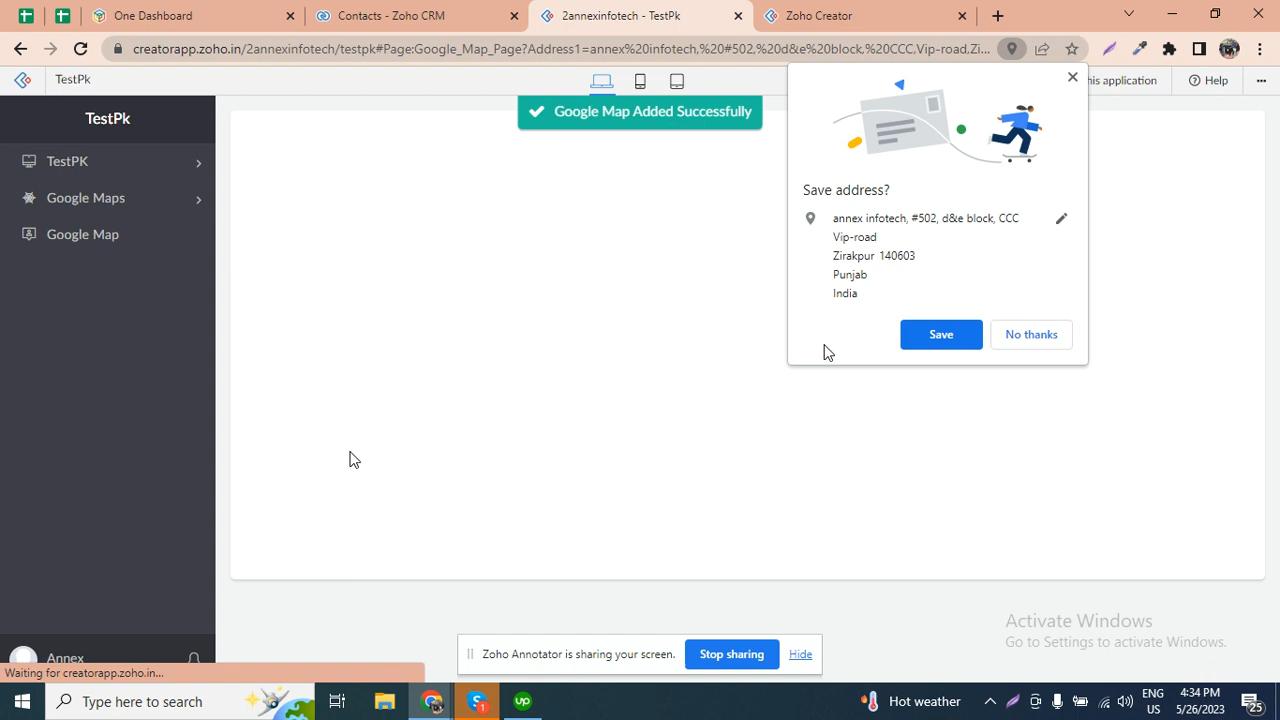 One Dashboard
Contacts - Zoho CRM
2annexinfotech - TestPk
Zoho Creator
creatorapp.zoho.in/2annexinfotech/testpk#Page:Google_Map_Page?Address1=annex%20infotech,%20#502,%20d&e%20block,%20CCC,Vip-road,Zi...
TestPk
his application
Help
TestPk
Google Map Added Successfully
TestPK
Google Maps
Google Map
Save address?
annex infotech, #502, d&e block, CCC
Vip-road
Zirakpur 140603
Punjab
India
Save
No thanks
Activate Windows
Go to Settings to activate Windows.
Zoho Annotator is sharing your screen.
Stop sharing
Hide
Annex
Waiting for creatorapp.zoho.in...
Type here to search
1
up
Hot weather
ENG
US
4:34 PM
5/26/2023
25